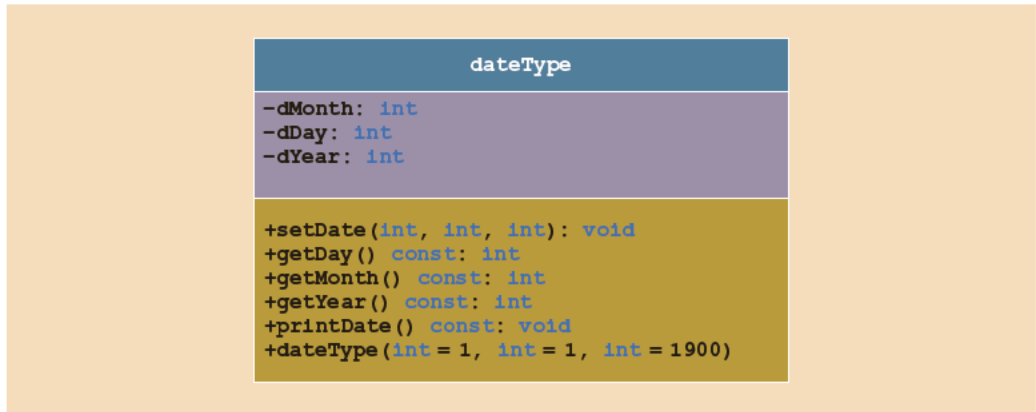 dateType
-dMonth: int
-dDay: int
-dYear: int
+setDate(int, int, int): void
+getDay() const: int
+getMonth() const: int
+getYear() const: int
+printDate() const: void
+dateType(int = 1, int = 1, int = 1900)